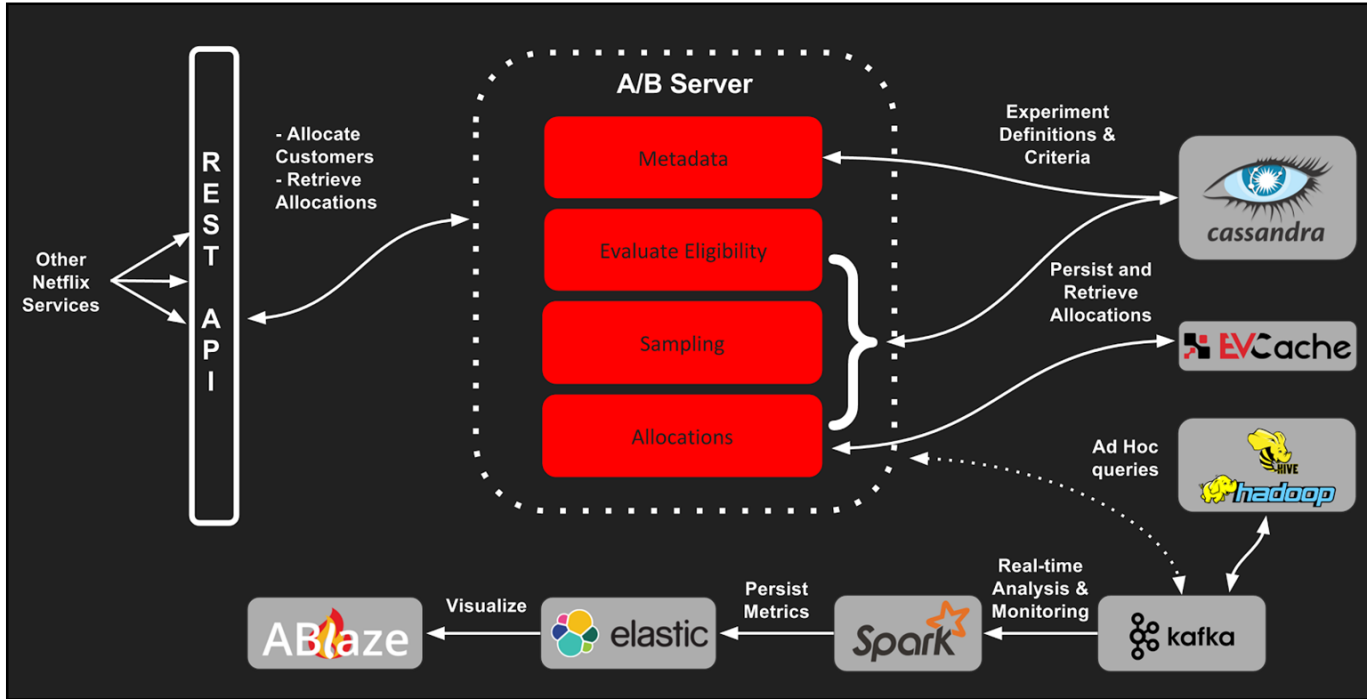 A/B Server
Metadata
Evaluate Eligibility
Sampling
Allocations
REST API
- Allocate
Customers
- Retrieve
Allocations
Other
Netflix
Services
Experiment
Definitions &
Criteria
cassandra
Persist and
Retrieve
Allocations
EVCache
Ad Hoc
queries
HIVE
hadoop
Real-time
Analysis &
Monitoring
kafka
Spark
Persist
Metrics
elastic
Visualize
ABlaze